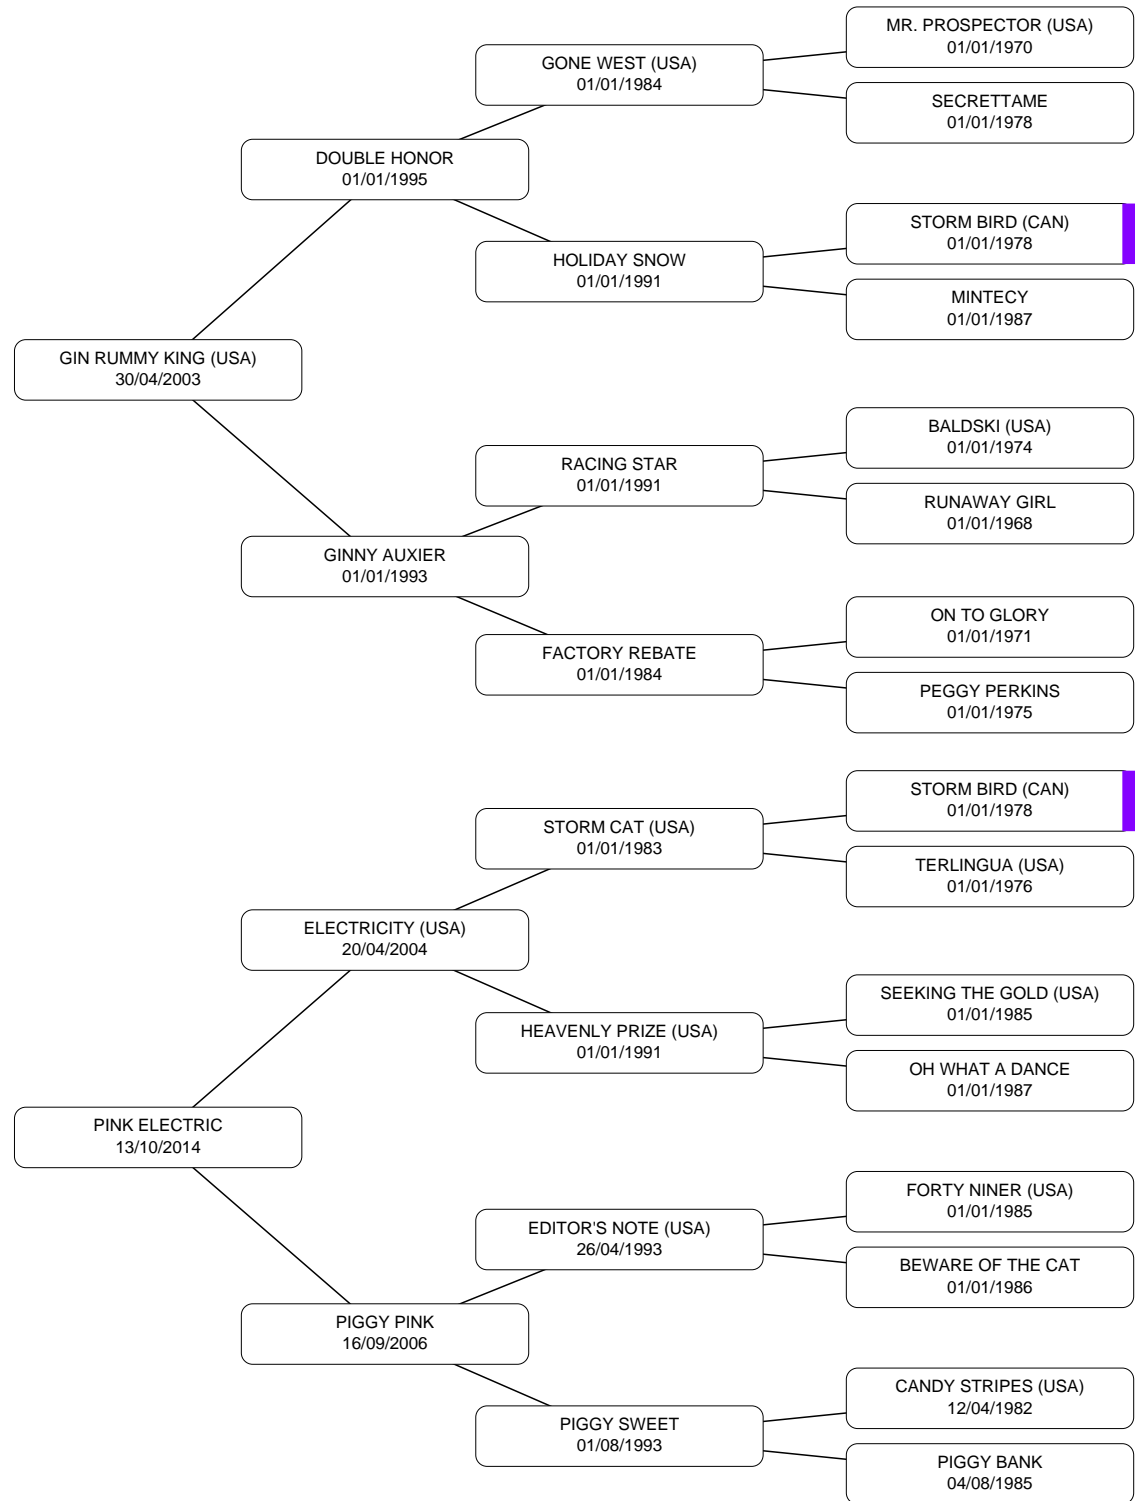 MR. PROSPECTOR (USA)
01/01/1970
GONE WEST (USA)
01/01/1984
SECRETTAME
01/01/1978
DOUBLE HONOR
01/01/1995
STORM BIRD (CAN)
01/01/1978
HOLIDAY SNOW
01/01/1991
MINTECY
01/01/1987
GIN RUMMY KING (USA)
30/04/2003
BALDSKI (USA)
01/01/1974
RACING STAR
01/01/1991
RUNAWAY GIRL
01/01/1968
GINNY AUXIER
01/01/1993
ON TO GLORY
01/01/1971
FACTORY REBATE
01/01/1984
PEGGY PERKINS
01/01/1975
STORM BIRD (CAN)
01/01/1978
STORM CAT (USA)
01/01/1983
TERLINGUA (USA)
01/01/1976
ELECTRICITY (USA)
20/04/2004
SEEKING THE GOLD (USA)
01/01/1985
HEAVENLY PRIZE (USA)
01/01/1991
OH WHAT A DANCE
01/01/1987
PINK ELECTRIC
13/10/2014
FORTY NINER (USA)
01/01/1985
EDITOR'S NOTE (USA)
26/04/1993
BEWARE OF THE CAT
01/01/1986
PIGGY PINK
16/09/2006
CANDY STRIPES (USA)
12/04/1982
PIGGY SWEET
01/08/1993
PIGGY BANK
04/08/1985